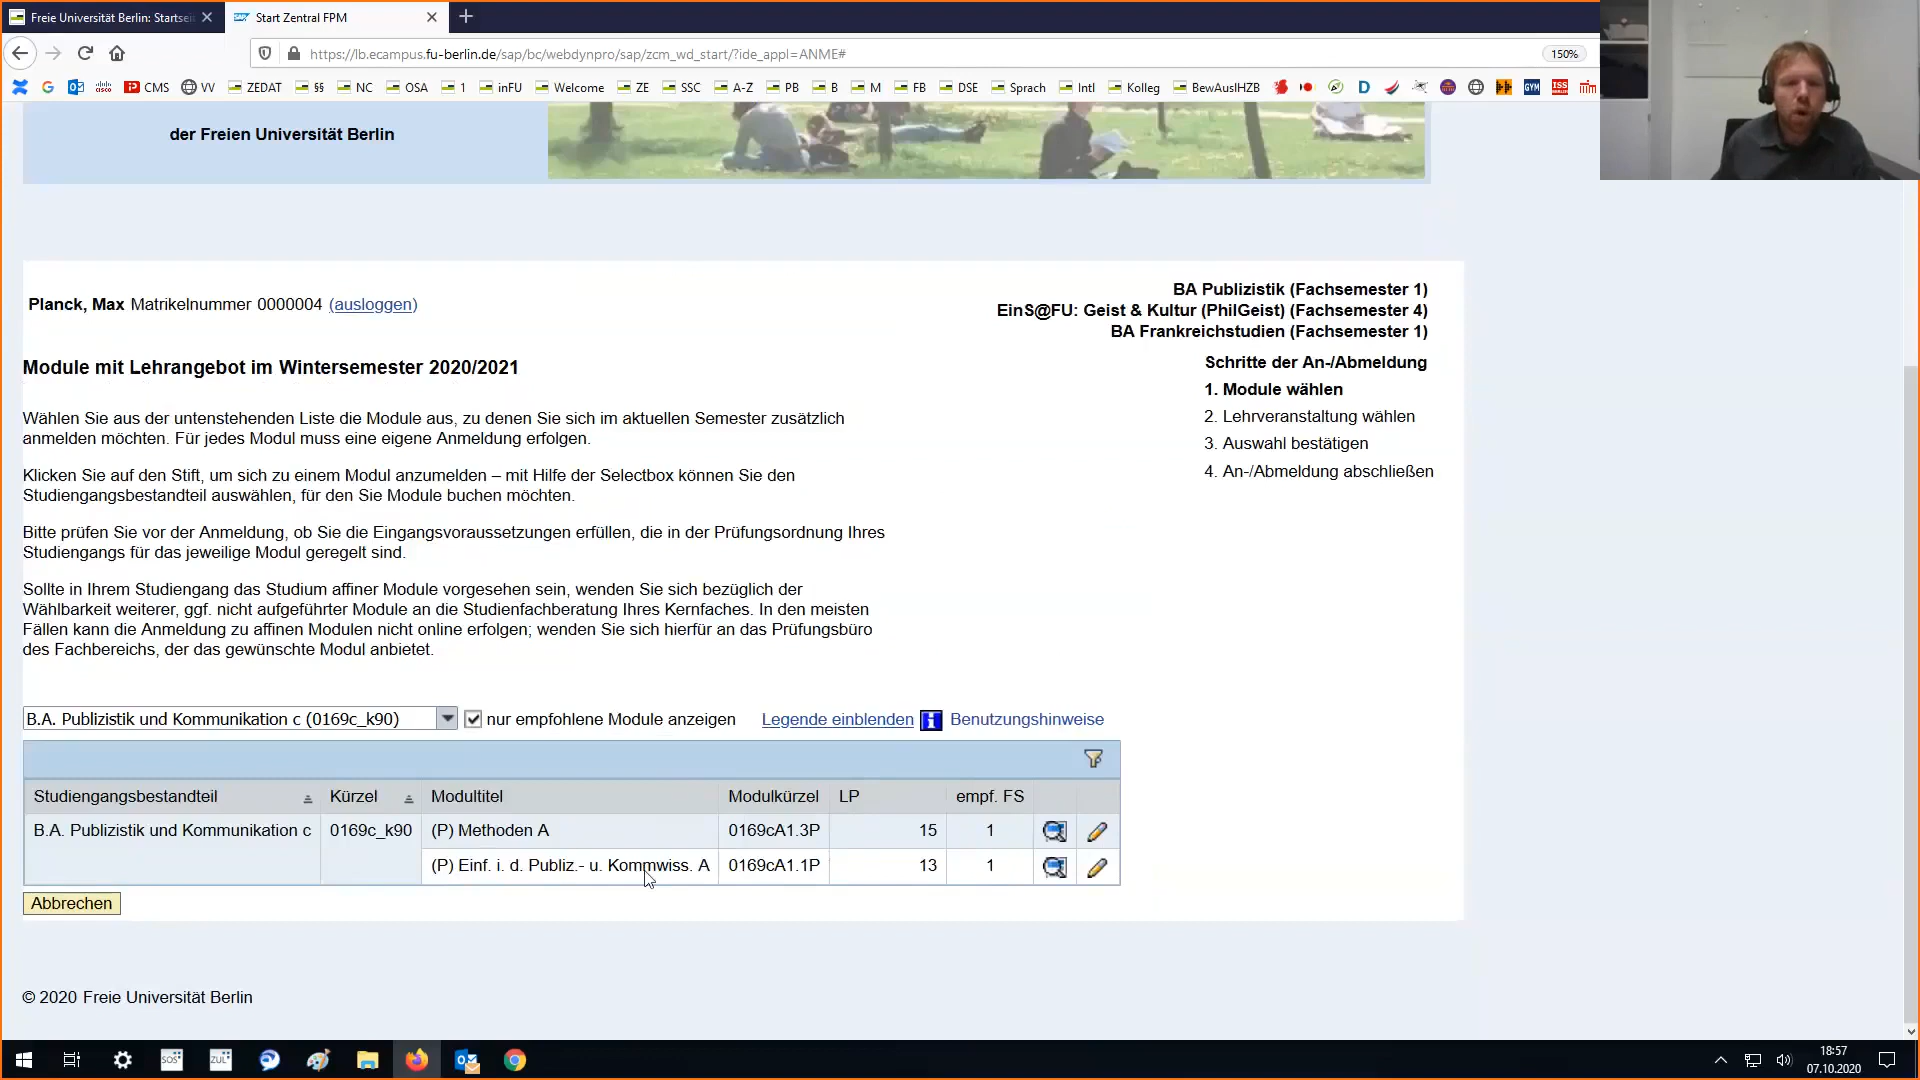 Freie Universität Berlin: Startsei
Start Zentral FPM
https://lb.ecampus.fu-berlin.de/sap/bc/webdynpro/sap/zcm_wd_start/?ide_appl=ANME#
150%
CMS VV ZEDAT §§ NC OSA 1 inFU Welcome ZE SSC A-Z PB B M FB DSE Sprach Intl Kolleg BewAuslHZB
der Freien Universität Berlin
Planck, Max Matrikelnummer 0000004 (ausloggen)
BA Publizistik (Fachsemester 1)
EinS@FU: Geist & Kultur (PhilGeist) (Fachsemester 4)
BA Frankreichstudien (Fachsemester 1)
Module mit Lehrangebot im Wintersemester 2020/2021
Schritte der An-/Abmeldung
1. Module wählen
2. Lehrveranstaltung wählen
3. Auswahl bestätigen
4. An-/Abmeldung abschließen
Wählen Sie aus der untenstehenden Liste die Module aus, zu denen Sie sich im aktuellen Semester zusätzlich
anmelden möchten. Für jedes Modul muss eine eigene Anmeldung erfolgen.
Klicken Sie auf den Stift, um sich zu einem Modul anzumelden – mit Hilfe der Selectbox können Sie den
Studiengangsbestandteil auswählen, für den Sie Module buchen möchten.
Bitte prüfen Sie vor der Anmeldung, ob Sie die Eingangsvoraussetzungen erfüllen, die in der Prüfungsordnung Ihres
Studiengangs für das jeweilige Modul geregelt sind.
Sollte in Ihrem Studiengang das Studium affiner Module vorgesehen sein, wenden Sie sich bezüglich der
Wählbarkeit weiterer, ggf. nicht aufgeführter Module an die Studienfachberatung Ihres Kernfaches. In den meisten
Fällen kann die Anmeldung zu affinen Modulen nicht online erfolgen; wenden Sie sich hierfür an das Prüfungsbüro
des Fachbereichs, der das gewünschte Modul anbietet.
B.A. Publizistik und Kommunikation c (0169c_k90) nur empfohlene Module anzeigen Legende einblenden Benutzungshinweise
Studiengangsbestandteil Kürzel Modultitel Modulkürzel LP empf. FS
B.A. Publizistik und Kommunikation c 0169c_k90 (P) Methoden A 0169cA1.3P 15 1
(P) Einf. i. d. Publiz.- u. Kommwiss. A 0169cA1.1P 13 1
Abbrechen
© 2020 Freie Universität Berlin
SOS ZUL
18:57
07.10.2020